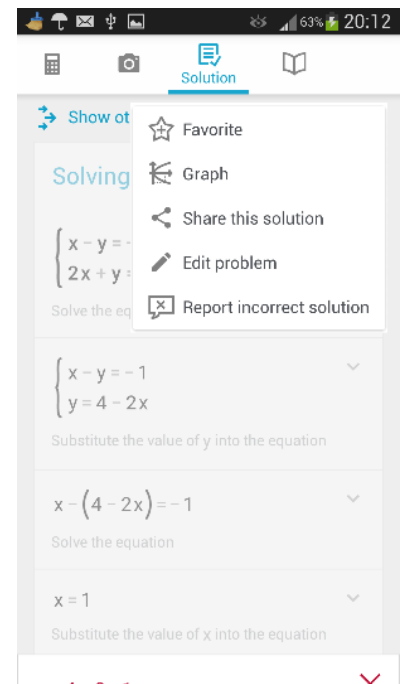 63% 20:12
Solution
Show ot
Favorite
Solving
Graph
Share this solution
x - y = -
2x + y =
Edit problem
Solve the eq
Report incorrect solution
x - y = - 1
y = 4 - 2x
Substitute the value of y into the equation
x - (4 - 2x) = - 1
Solve the equation
x = 1
Substitute the value of x into the equation